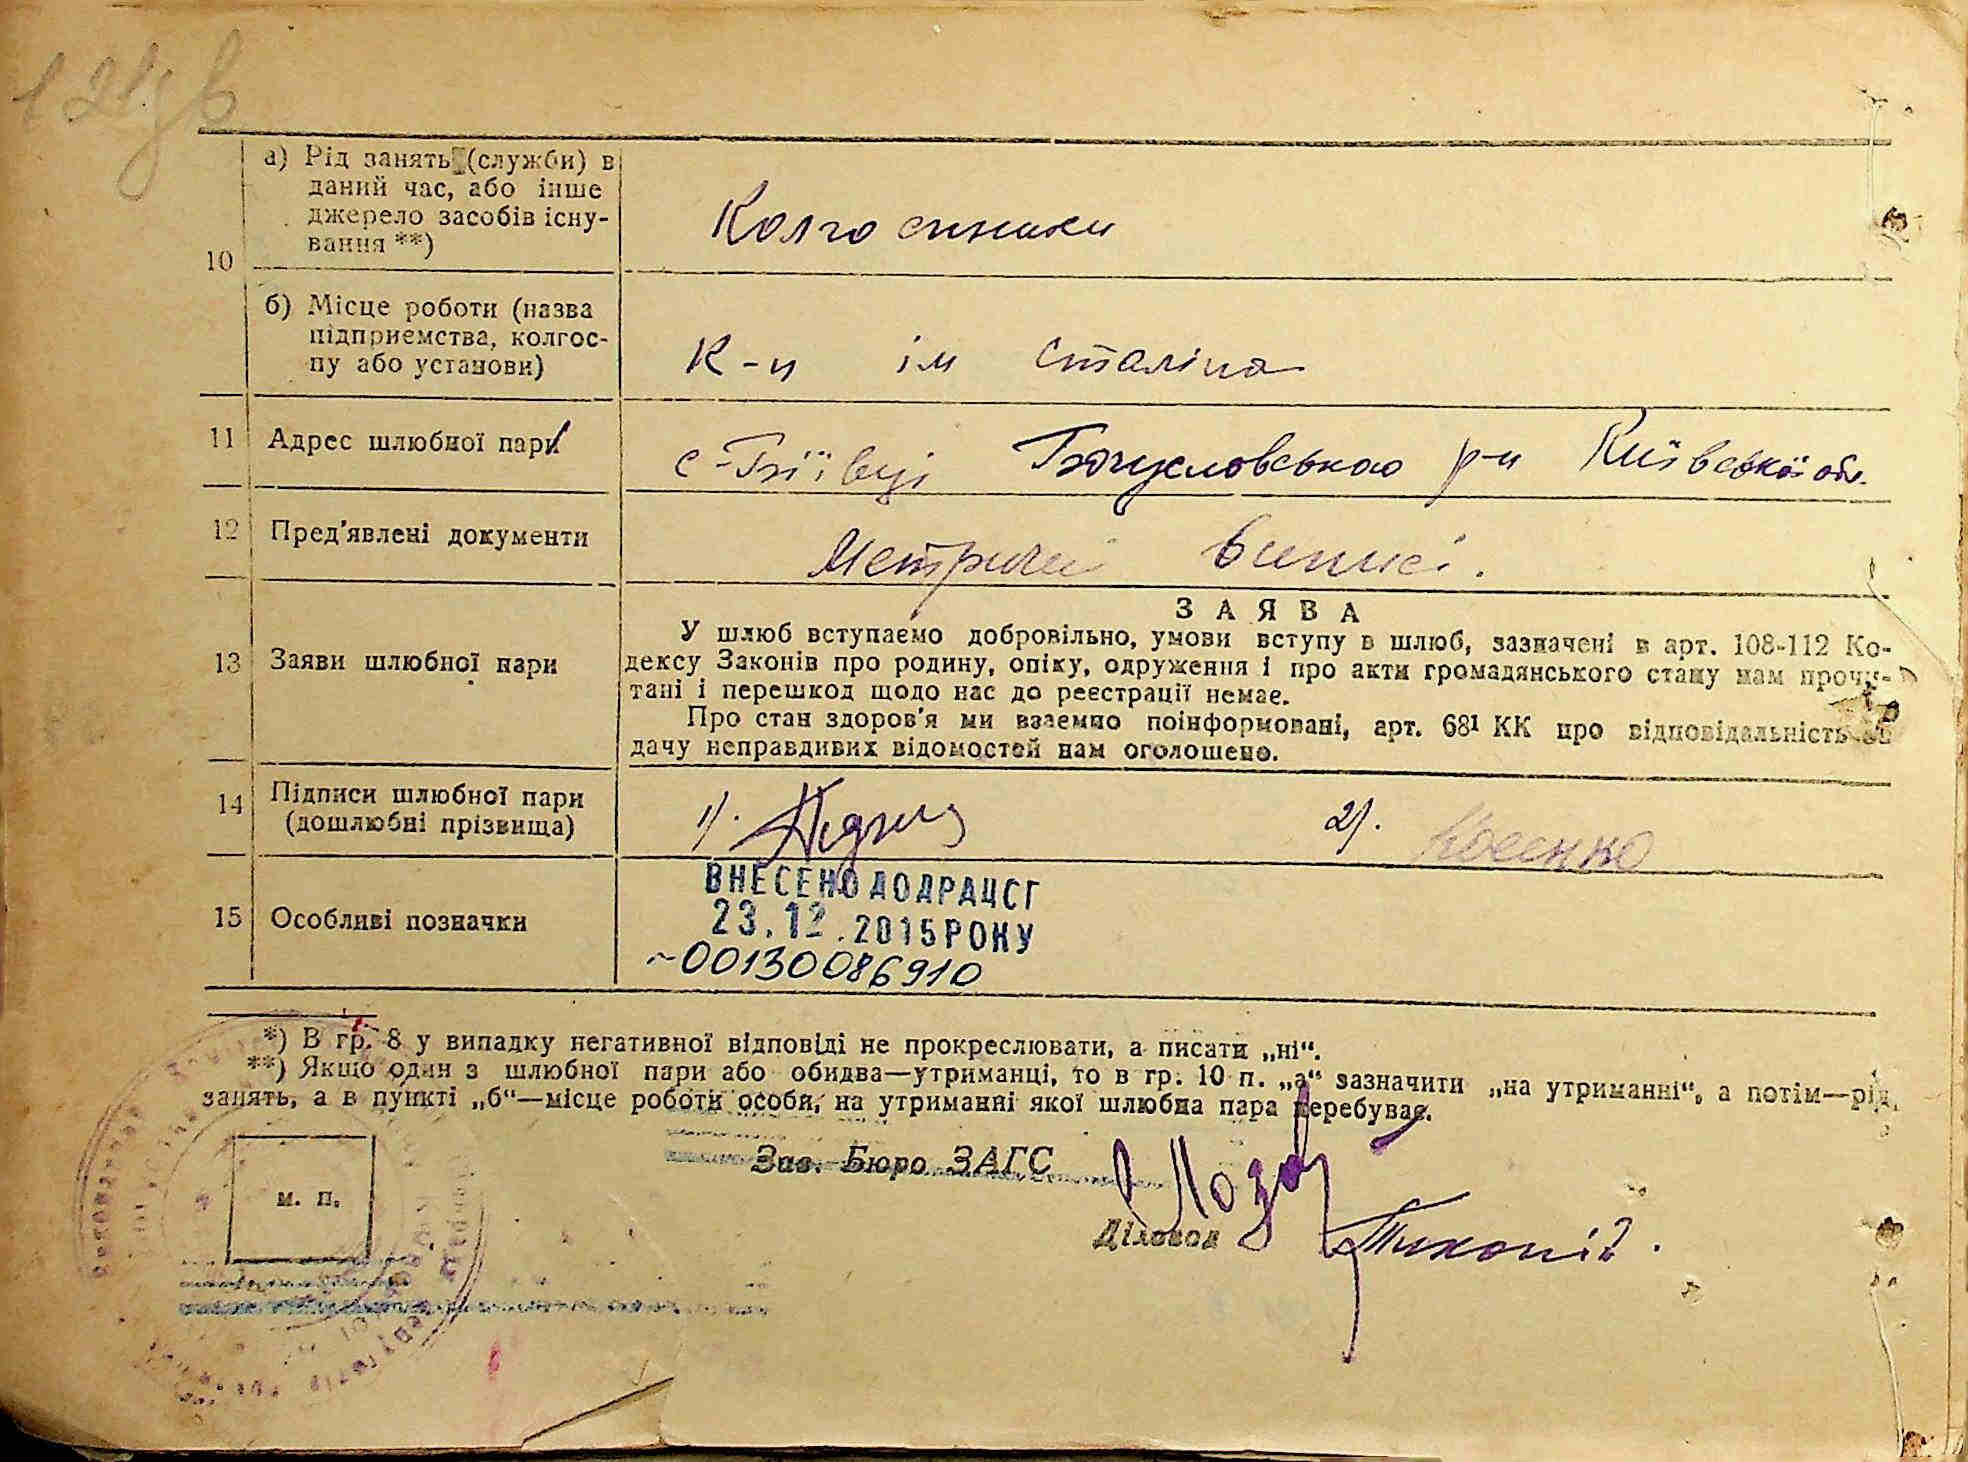 10
а) Рід занять (служби) в
даний час, або інше
джерело засобів існу-
вання **)
Колгоспники
б) Місце роботи (назва
підприємства, колгос-
пу або установи)
к-п ім Сталіна
11 Адрес шлюбної пари
с-Бііївці Богуславського р-н Київської обл.
12 Пред'явлені документи
Метричні виписі.
13 Заяви шлюбної пари
ЗАЯВА
У шлюб вступаємо добровільно, умови вступу в шлюб, зазначені в арт. 108-112 Ко-
дексу Законів про родину, опіку, одруження і про акти громадянського стану нам прочи-
тані і перешкод щодо нас до реєстрації немає.
Про стан здоров'я ми взаємно поінформовані, арт. 68¹ КК про відповідальність за
дачу неправдивих відомостей нам оголошено.
14 Підписи шлюбної пари
(дошлюбні прізвища)
1). 2). Косенко
15 Особливі позначки
ВНЕСЕНО ДО ДРАЦСГ
23.12.2015 РОКУ
~00130086910
*) В гр. 8 у випадку негативної відповіді не прокреслювати, а писати „ні“.
**) Якщо один з шлюбної пари або обидва—утриманці, то в гр. 10 п. „а“ зазначити „на утриманні“, а потім—рід
занять, а в пункті „б“—місце роботи особи, на утриманні якої шлюбна пара перебуває.
Зав. Бюро ЗАГС
м. п.
Діловод